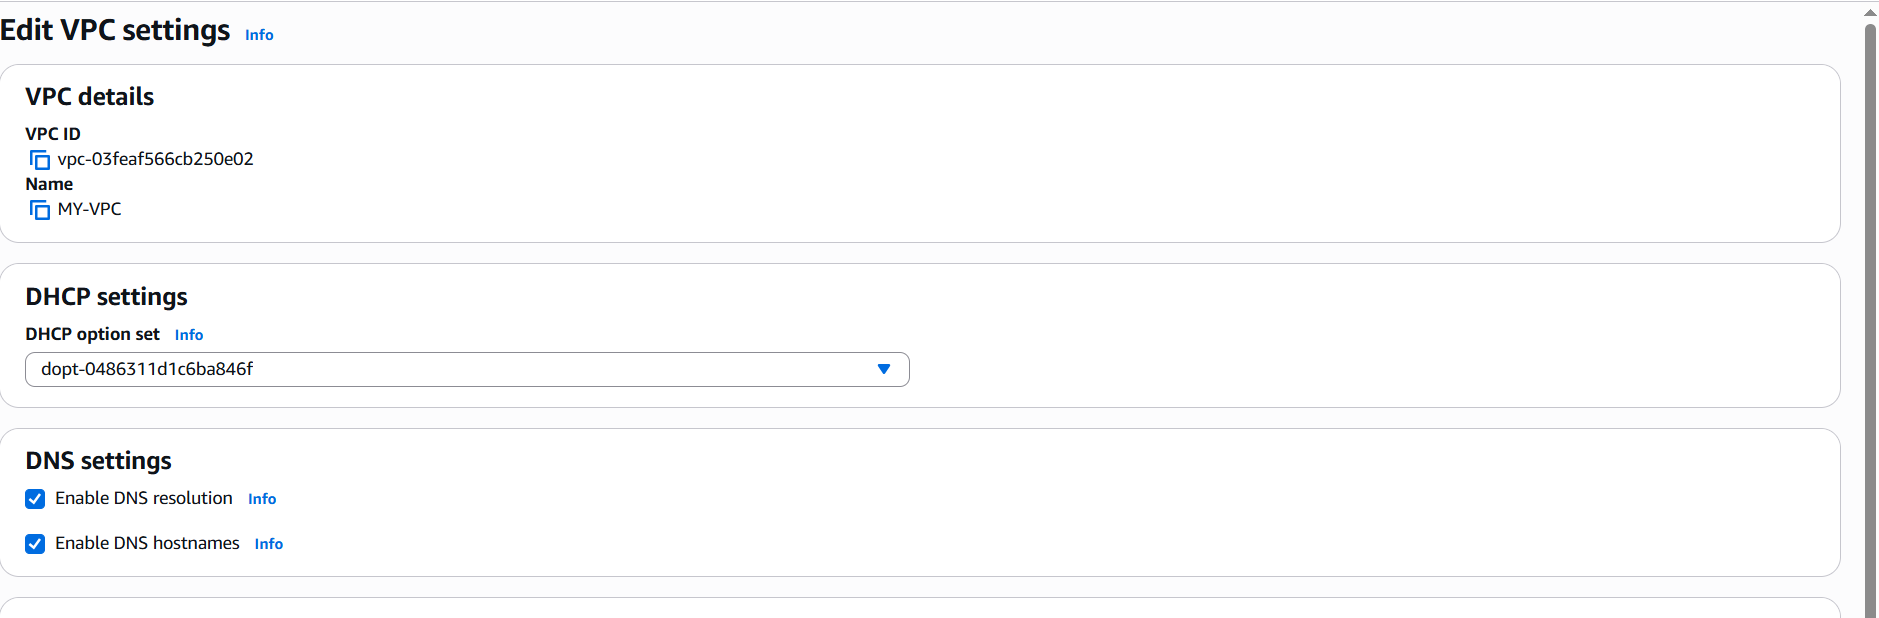 Edit VPC settings Info
VPC details
VPC ID
vpc-03feaf566cb250e02
Name
MY-VPC
DHCP settings
DHCP option set Info
dopt-0486311d1c6ba846f
DNS settings
Enable DNS resolution Info
Enable DNS hostnames Info